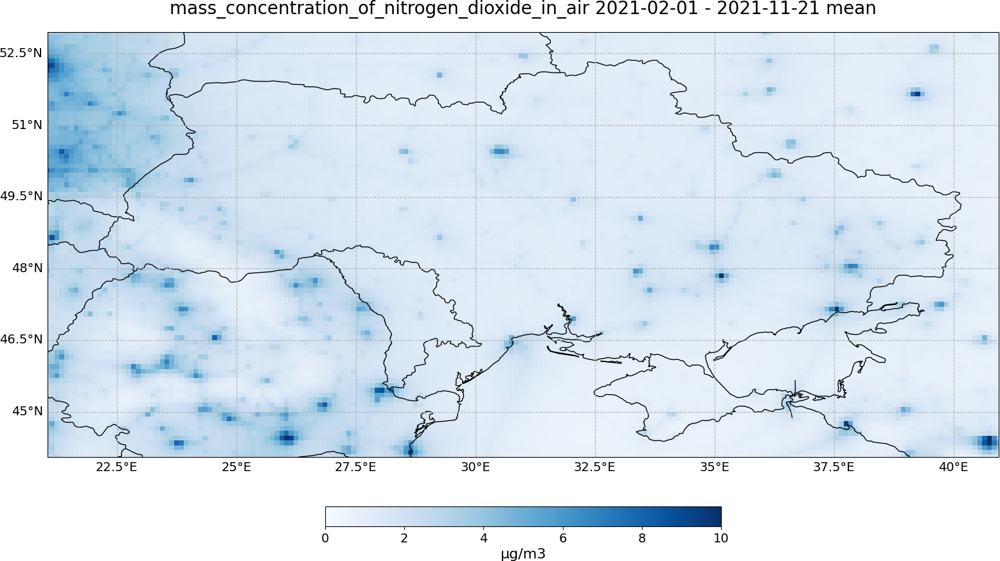 mass_concentration_of_nitrogen_dioxide_in_air 2021-02-01 - 2021-11-21 mean
52.5°N
51°N
49.5°N
48°N
46.5°N
45°N
22.5°E 25°E 27.5°E 30°E 32.5°E 35°E 37.5°E 40°E
0 2 4 6 8 10
µg/m3